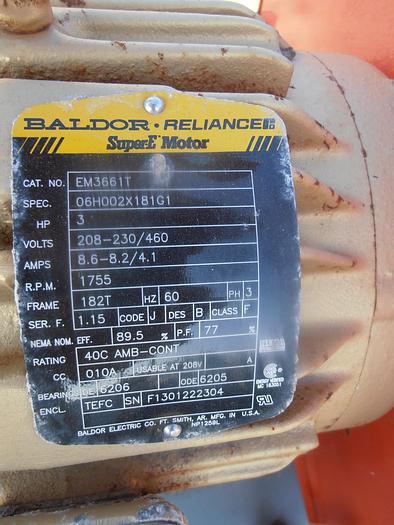 BALDOR • RELIANCE
Super-E Motor
CAT. NO. EM3661T
SPEC. 06H002X181G1
HP 3
VOLTS 208-230/460
AMPS 8.6-8.2/4.1
R.P.M. 1755
FRAME 182T HZ 60 PH 3
SER. F. 1.15 CODE J DES B CLASS F
NEMA NOM. EFF. 89.5 % P.F. 77 %
RATING 40C AMB-CONT
CC 010A USABLE AT 208V A
BEARINGS DE 6206 ODE 6205
ENCL. TEFC SN F1301222304
BALDOR ELECTRIC CO. FT. SMITH, AR. MFG. IN U.S.A.
NP1259L
ENERGY VERIFIED